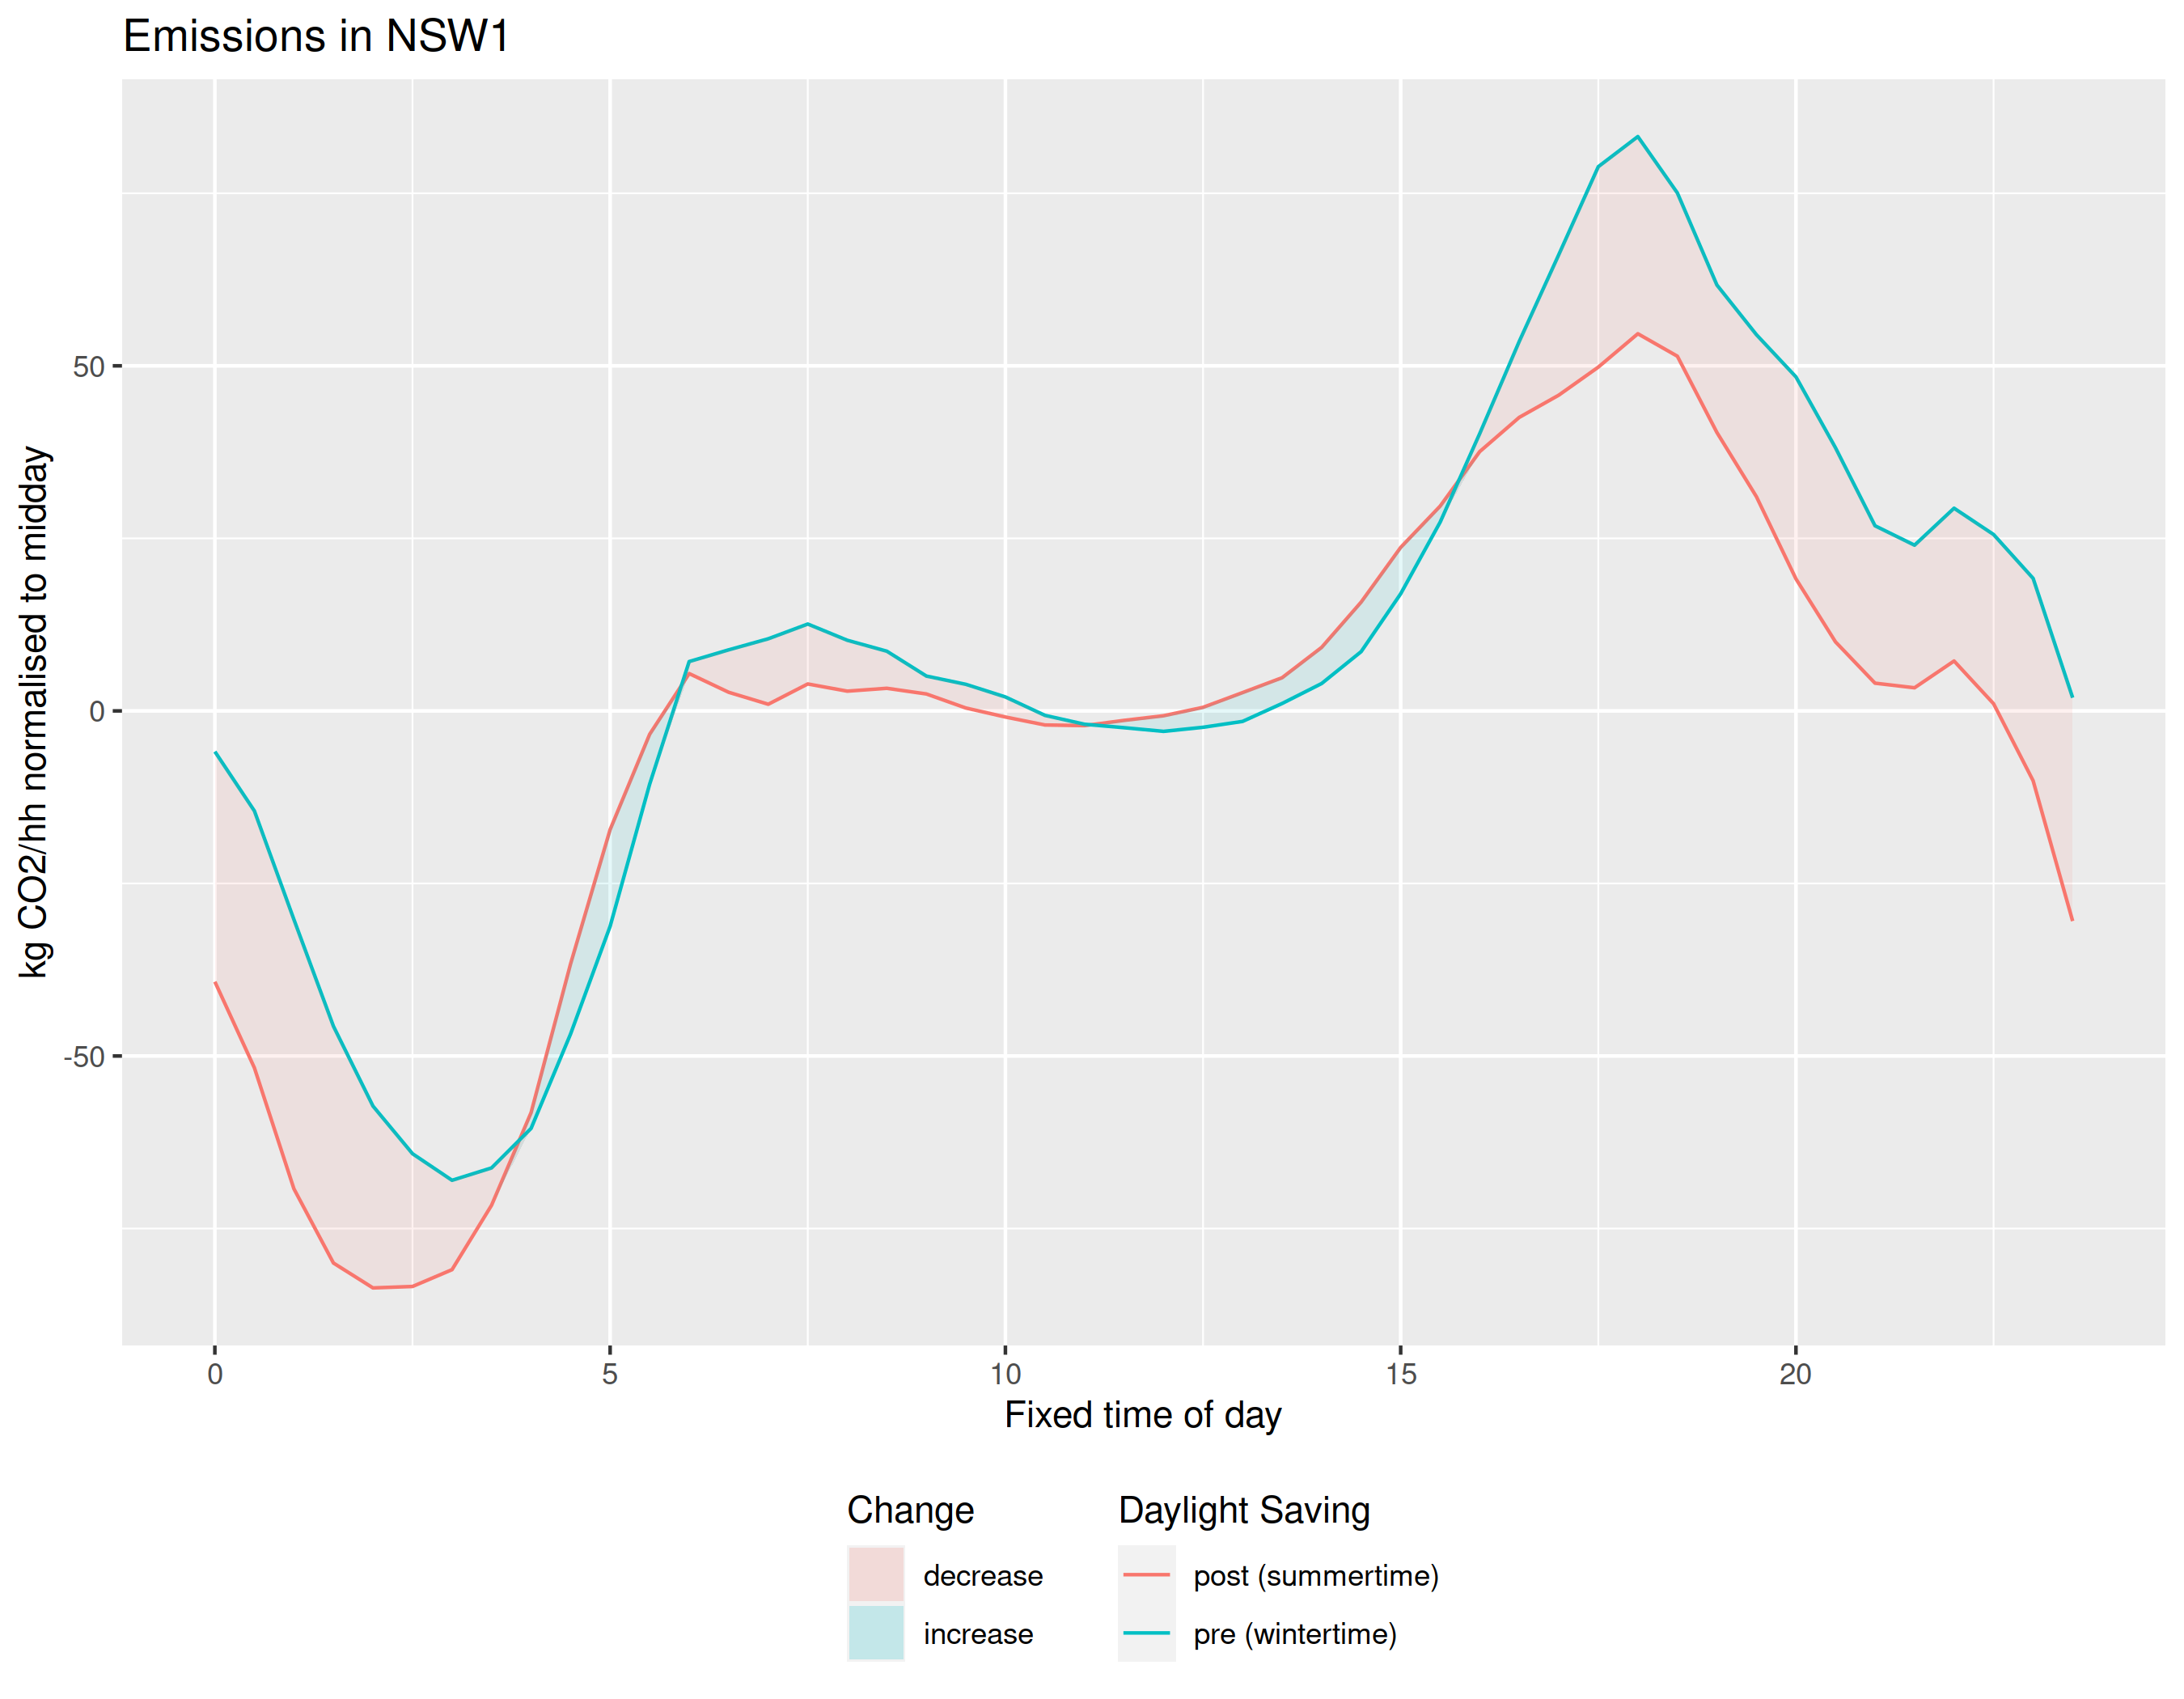 Emissions in NSW1
kg CO2/hh normalised to midday
50
0
-50
0 5 10 15 20
Fixed time of day
Change
decrease
increase
Daylight Saving
post (summertime)
pre (wintertime)